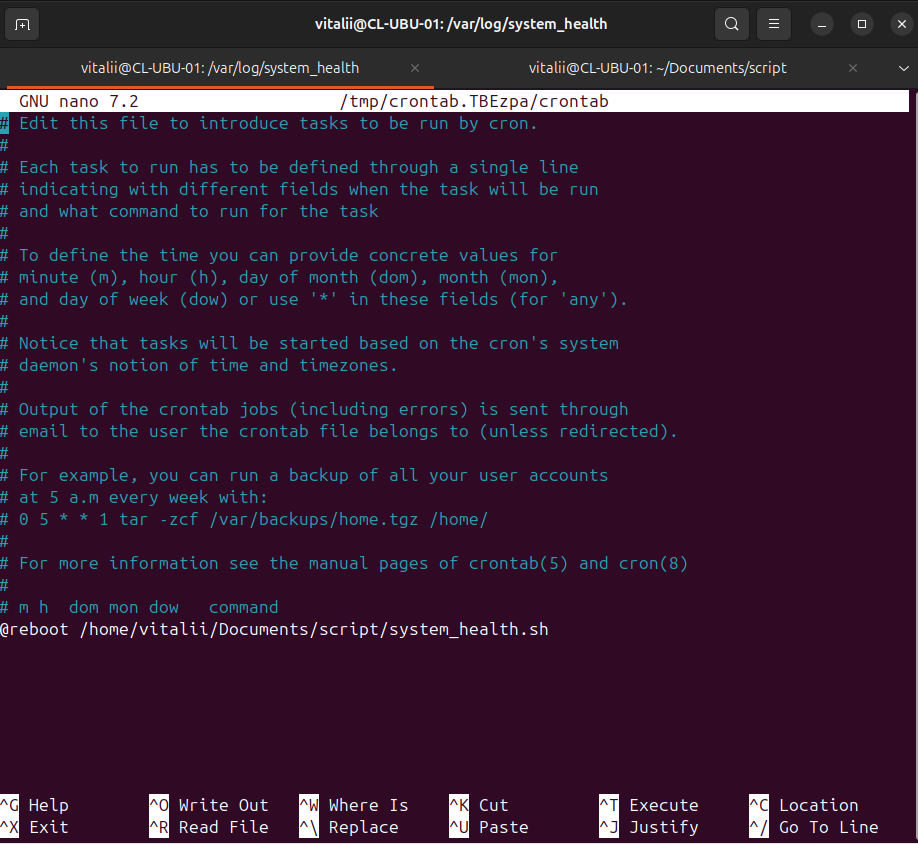 vitalii@CL-UBU-01: /var/log/system_health
vitalii@CL-UBU-01: /var/log/system_health
vitalii@CL-UBU-01: ~/Documents/script
GNU nano 7.2 /tmp/crontab.TBEzpa/crontab
# Edit this file to introduce tasks to be run by cron.
#
# Each task to run has to be defined through a single line
# indicating with different fields when the task will be run
# and what command to run for the task
#
# To define the time you can provide concrete values for
# minute (m), hour (h), day of month (dom), month (mon),
# and day of week (dow) or use '*' in these fields (for 'any').
#
# Notice that tasks will be started based on the cron's system
# daemon's notion of time and timezones.
#
# Output of the crontab jobs (including errors) is sent through
# email to the user the crontab file belongs to (unless redirected).
#
# For example, you can run a backup of all your user accounts
# at 5 a.m every week with:
# 0 5 * * 1 tar -zcf /var/backups/home.tgz /home/
#
# For more information see the manual pages of crontab(5) and cron(8)
#
# m h  dom mon dow   command
@reboot /home/vitalii/Documents/script/system_health.sh
^G Help ^O Write Out ^W Where Is ^K Cut ^T Execute ^C Location
^X Exit ^R Read File ^\ Replace ^U Paste ^J Justify ^/ Go To Line